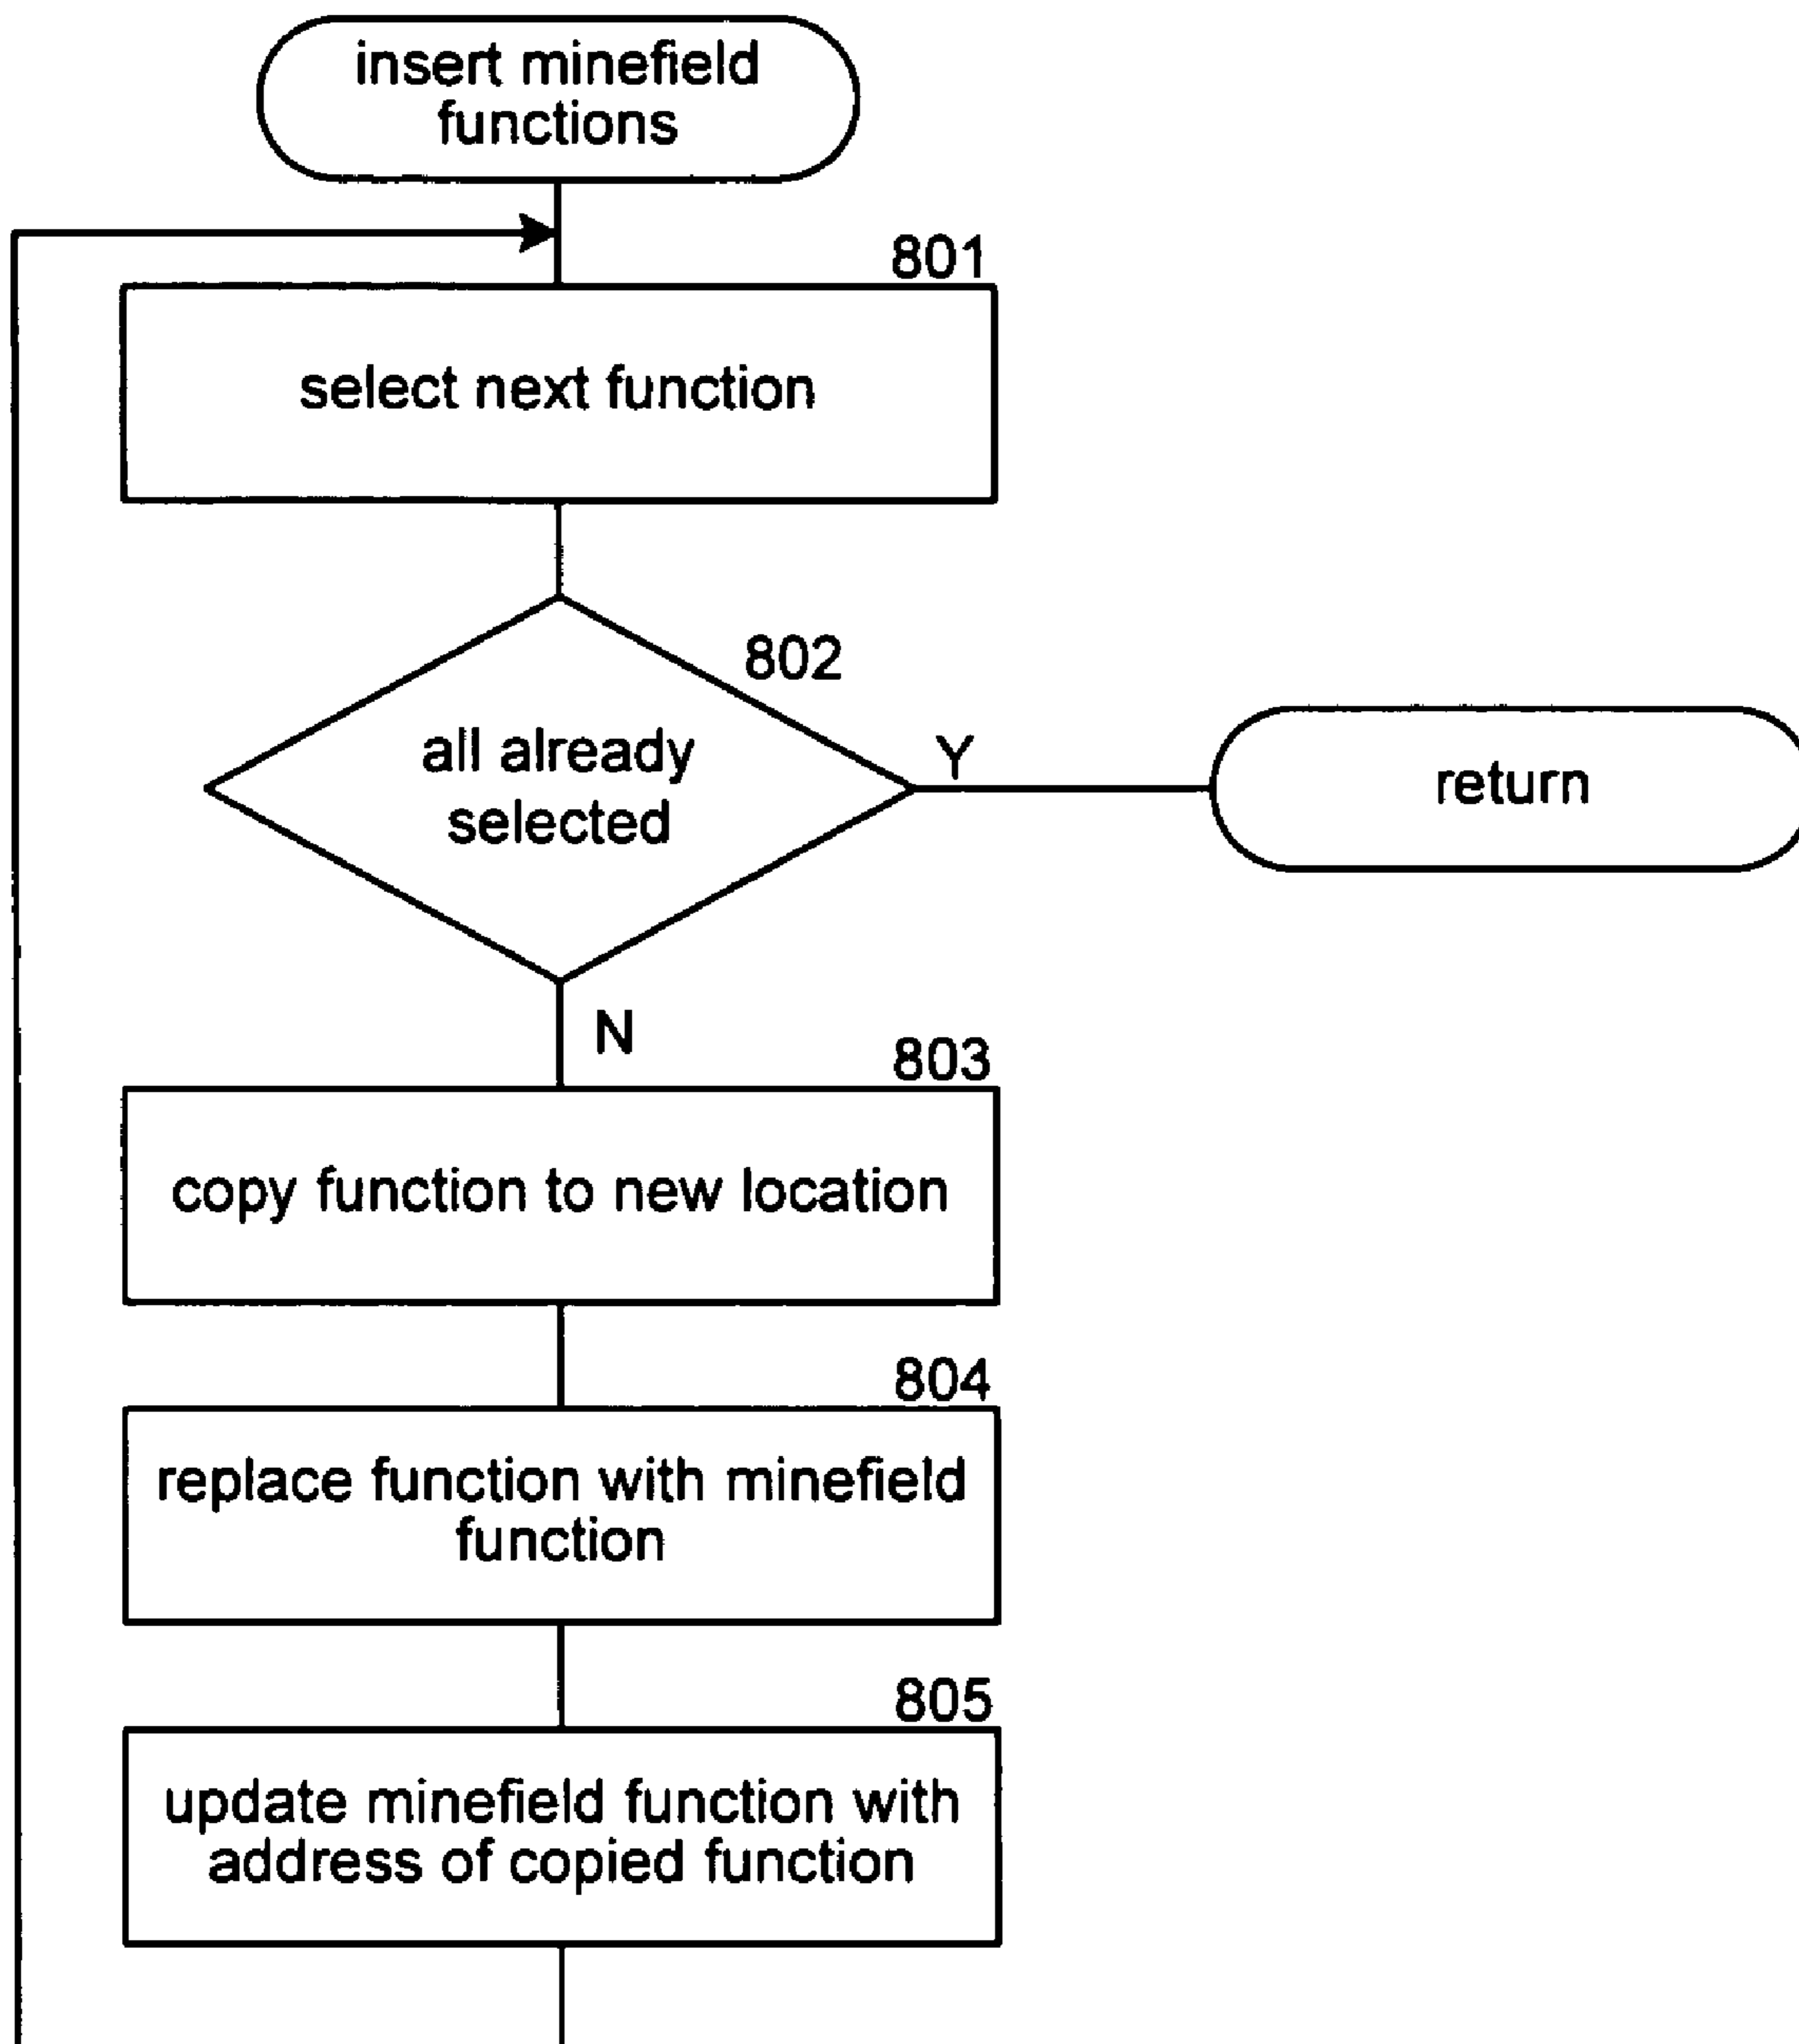 insert minefield
functions
801
select next function
802
all already
selected
Y
return
N
803
copy function to new location
804
replace function with minefield
function
805
update minefield function with
address of copied function